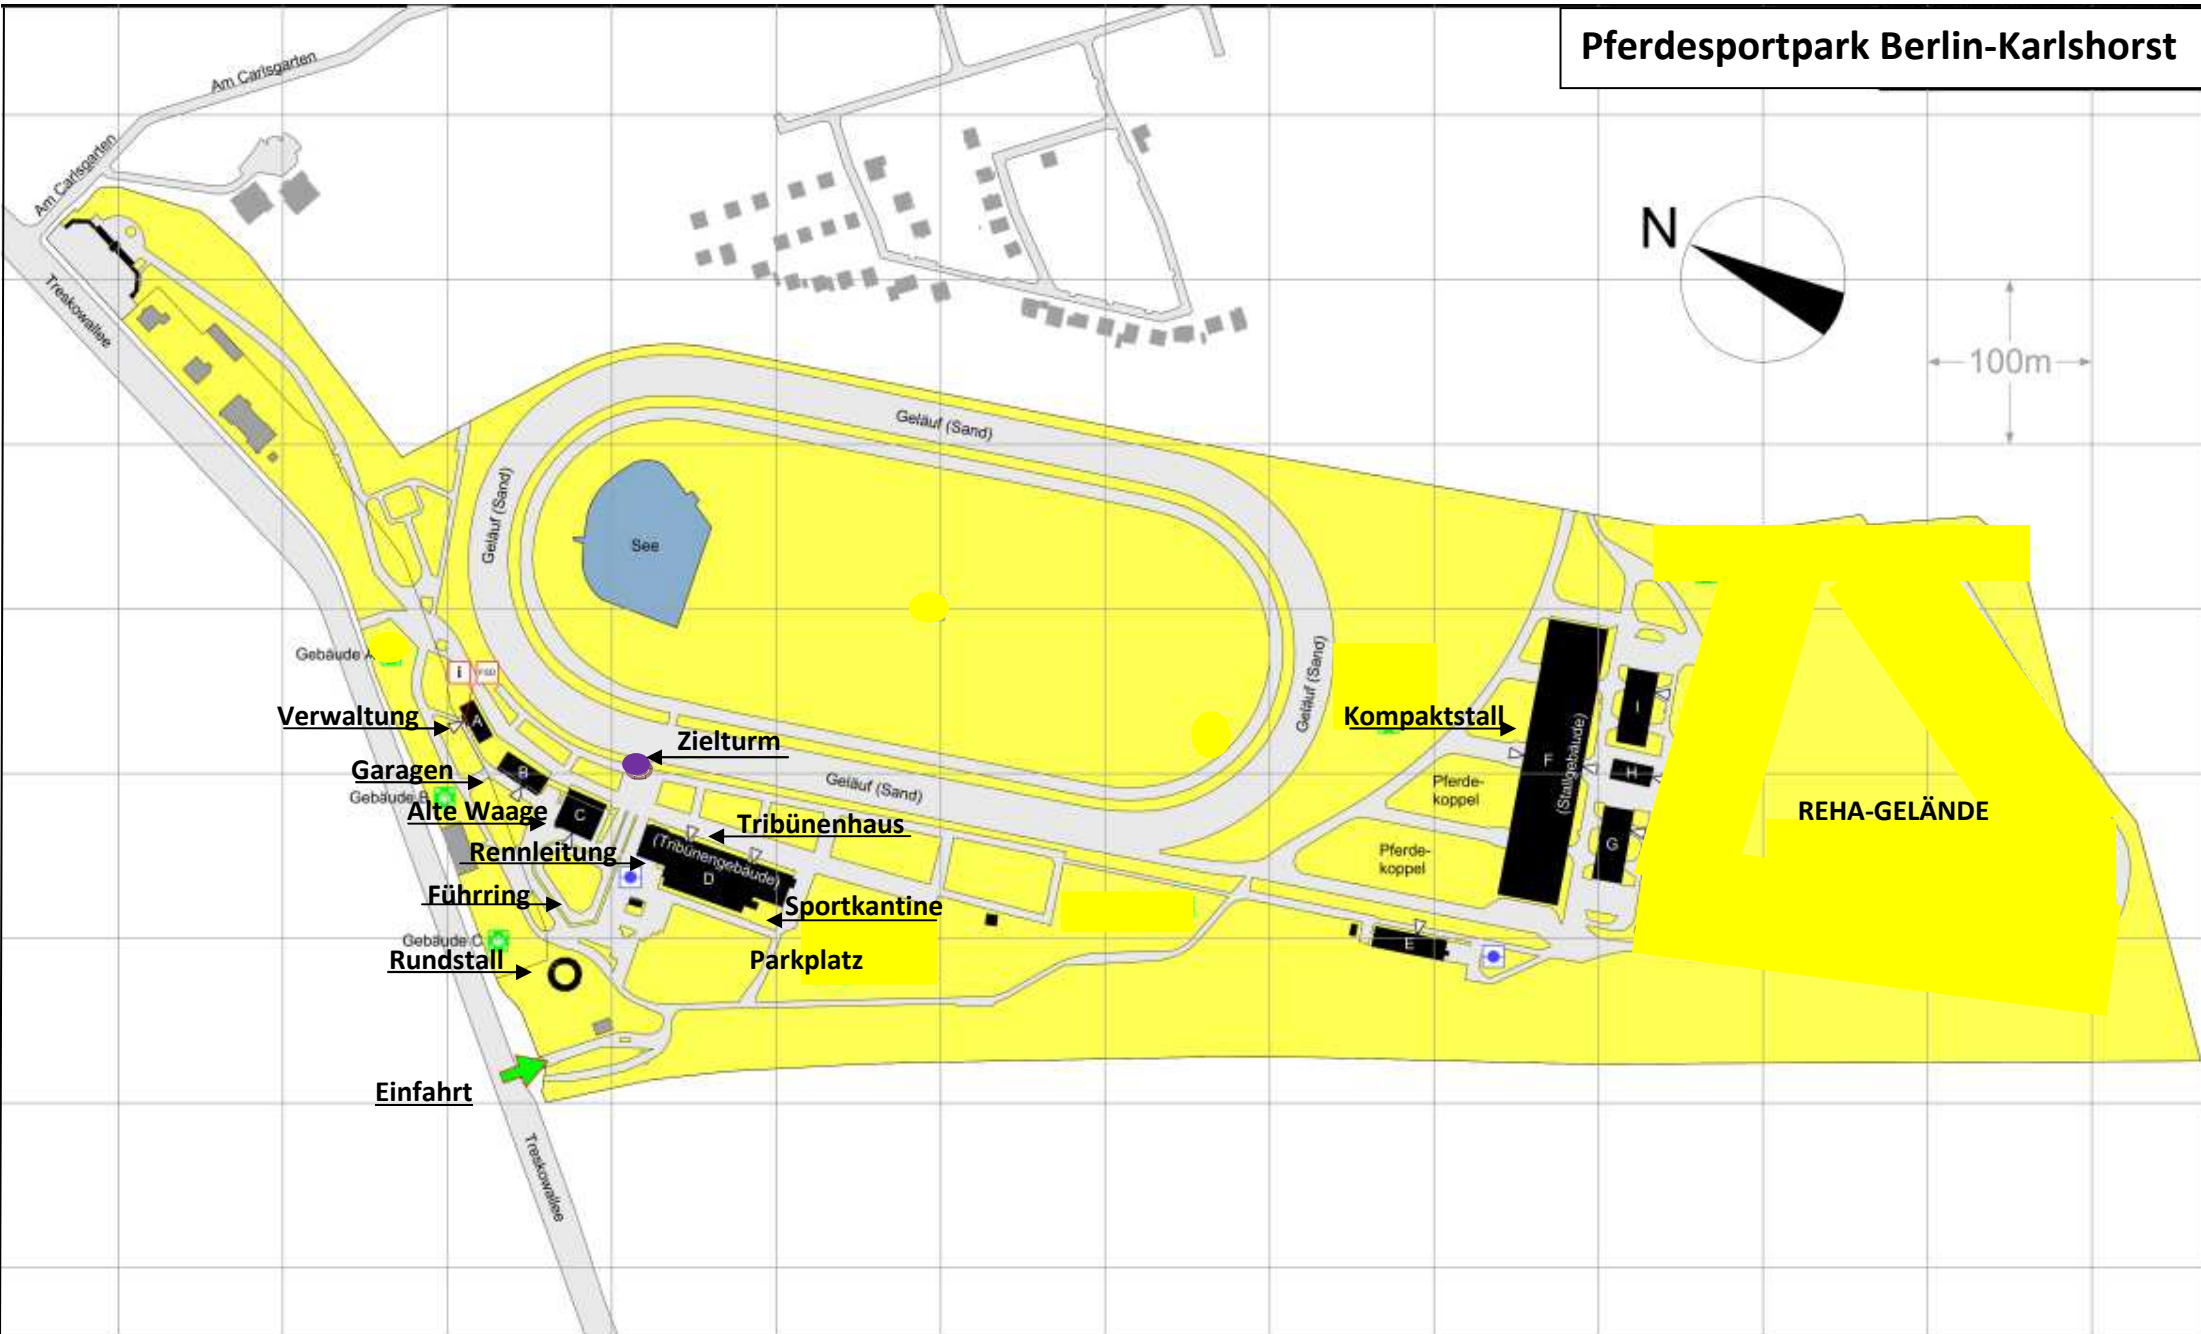 Pferdesportpark Berlin-Karlshorst
Am Carlsgarten
Am Carlsgarten
N
Treskowallee
100m
Geläuf (Sand)
Geläuf (Sand)
See
Gebäude A
i
Geläuf (Sand)
Verwaltung
A
Zielturm
Kompaktstall
I
Garagen
B
F
(Stallgebäude)
H
Gebäude B
Geläuf (Sand)
Pferde-
koppel
Alte Waage
C
Tribünenhaus
REHA-GELÄNDE
Rennleitung
(Tribünengebäude)
D
Pferde-
koppel
G
Führring
Sportkantine
Gebäude C
E
Rundstall
Parkplatz
Einfahrt
Treskowallee